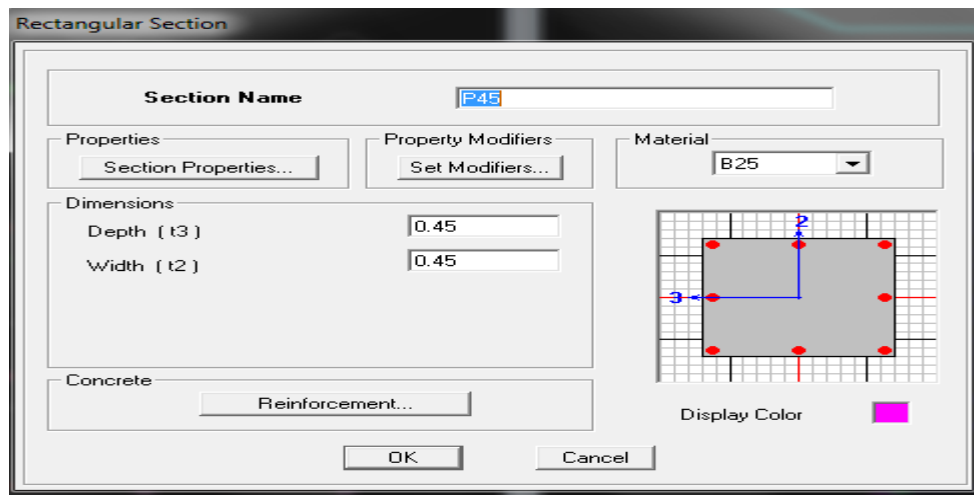 Rectangular Section
Section Name P45
Properties Property Modifiers Material
Section Properties... Set Modifiers... B25
Dimensions
Depth ( t3 ) 0.45
Width ( t2 ) 0.45
2
3
Concrete
Reinforcement...
Display Color
OK Cancel